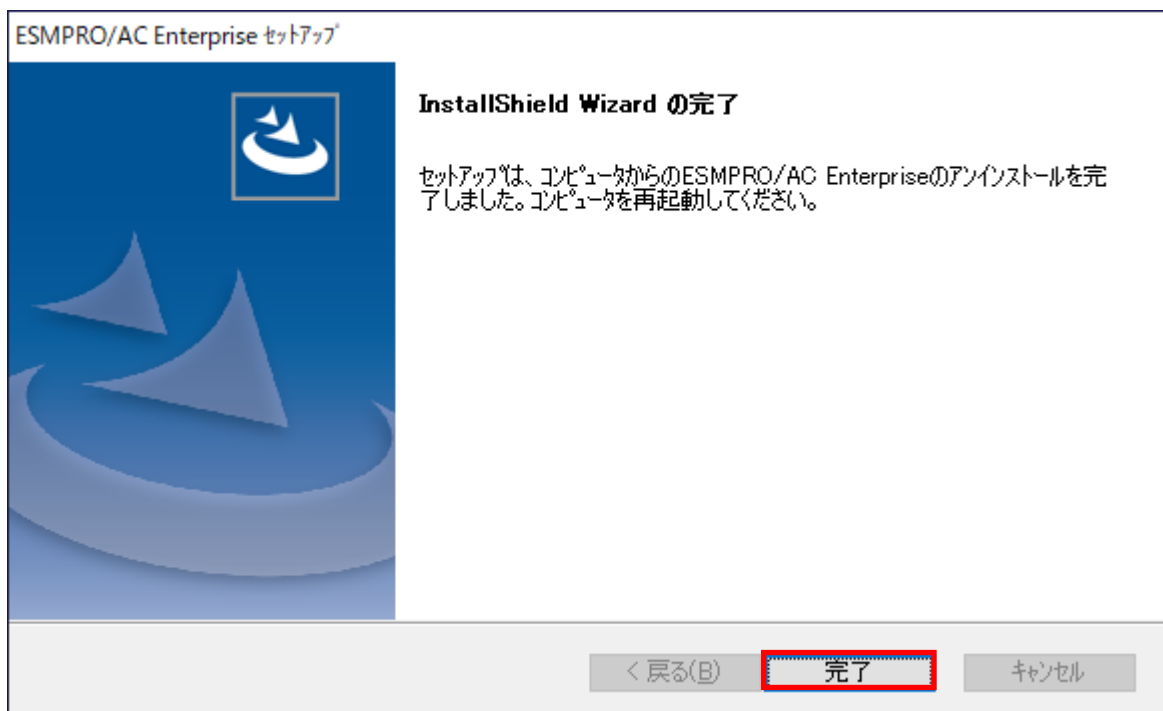 ESMPRO/AC Enterprise ｾｯﾄｱｯﾌﾟ
InstallShield Wizard の完了
ｾｯﾄｱｯﾌﾟは、ｺﾝﾋﾟｭｰﾀからのESMPRO/AC Enterpriseのｱﾝｲﾝｽﾄｰﾙを完
了しました。ｺﾝﾋﾟｭｰﾀを再起動してください。
< 戻る(B)
完了
ｷｬﾝｾﾙ